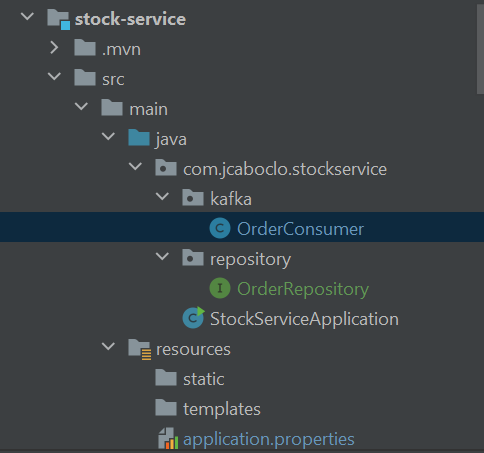 stock-service
.mvn
src
main
java
com.jcaboclo.stockservice
kafka
C OrderConsumer
repository
I OrderRepository
C StockServiceApplication
resources
static
templates
application.properties